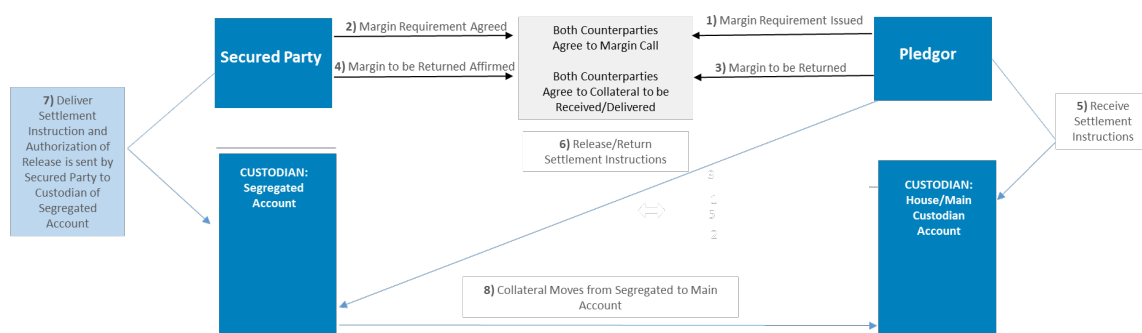 2) Margin Requirement Agreed
1) Margin Requirement Issued
Both Counterparties
Agree to Margin Call
Secured Party
Pledgor
4) Margin to be Returned Affirmed
3) Margin to be Returned
Both Counterparties
Agree to Collateral to be
Received/Delivered
7) Deliver
Settlement
Instruction and
Authorization of
Release is sent by
Secured Party to
Custodian of
Segregated
Account
5) Receive
Settlement
Instructions
6) Release/Return
Settlement Instructions
CUSTODIAN:
Segregated
Account
CUSTODIAN:
House/Main
Custodian
Account
8) Collateral Moves from Segregated to Main
Account